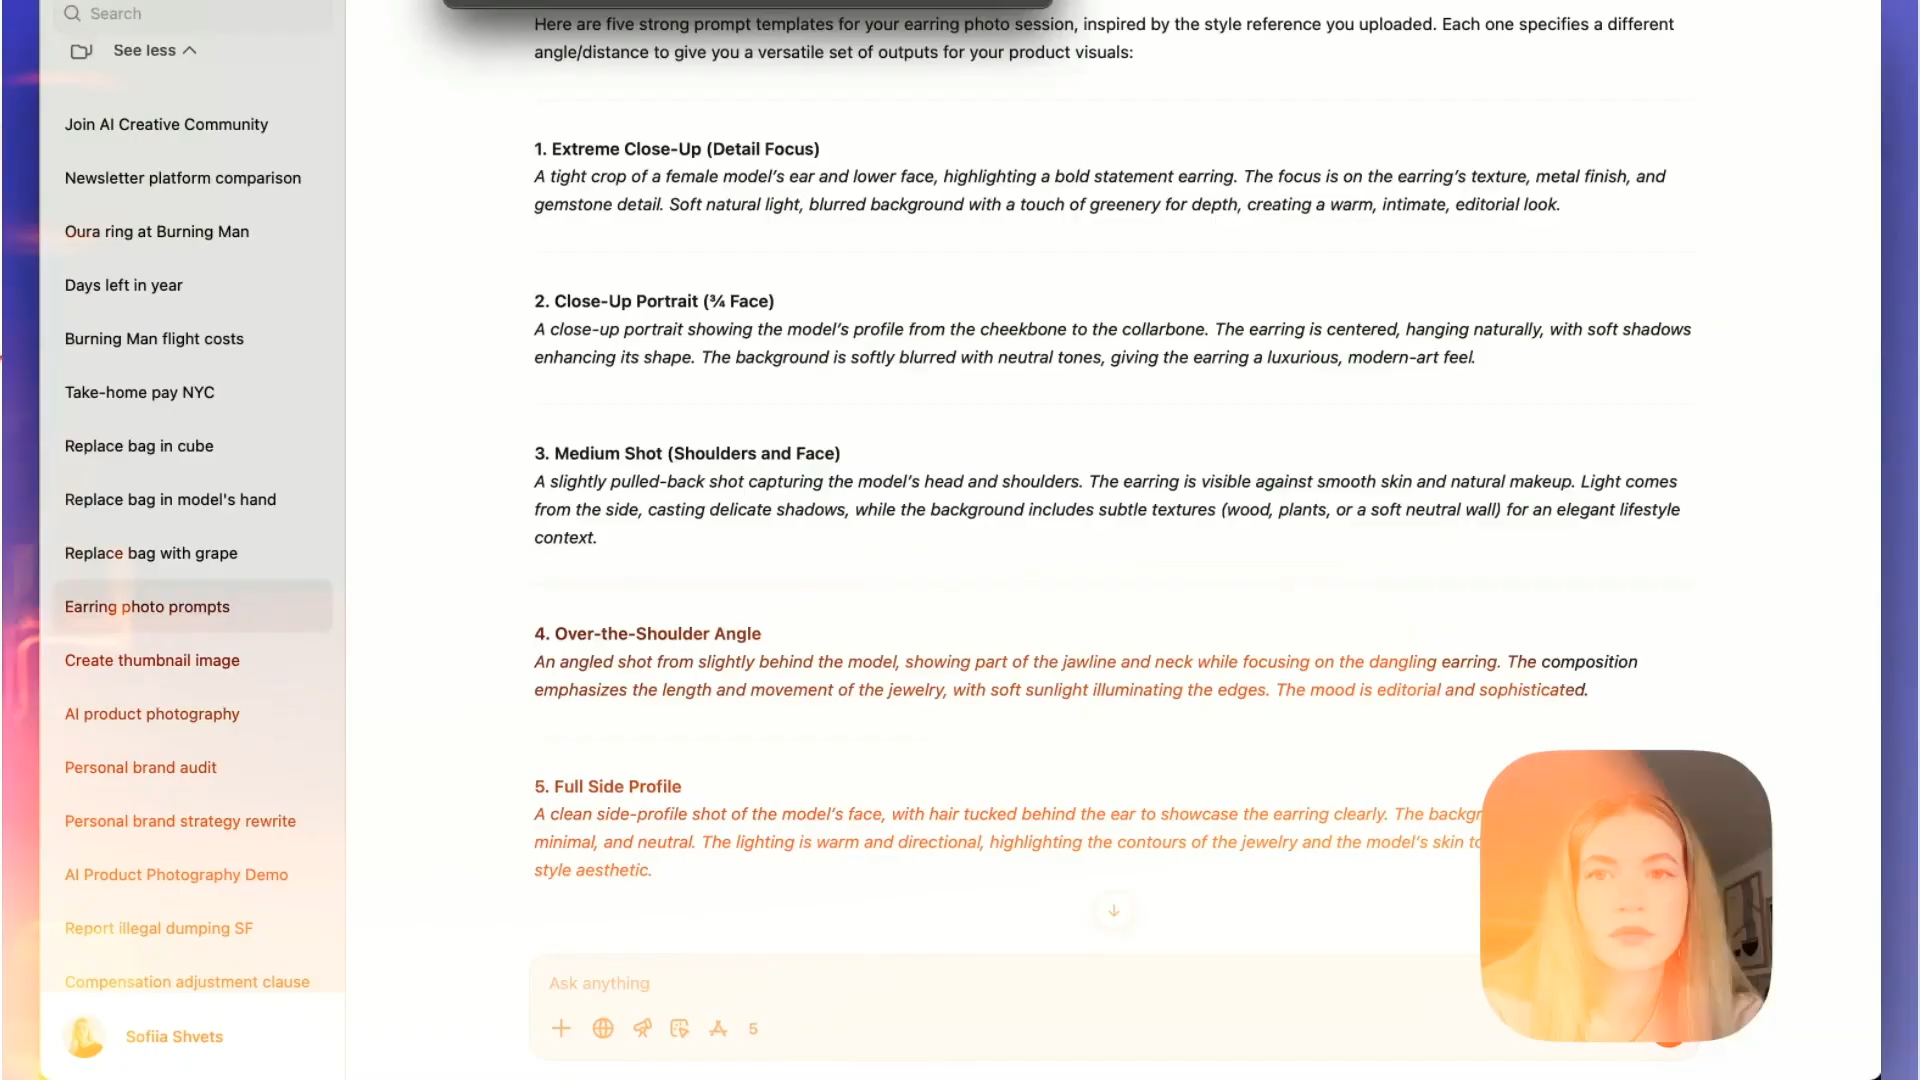 Search
See less
Join AI Creative Community
Newsletter platform comparison
Oura ring at Burning Man
Days left in year
Burning Man flight costs
Take-home pay NYC
Replace bag in cube
Replace bag in model's hand
Replace bag with grape
Earring photo prompts
Create thumbnail image
AI product photography
Personal brand audit
Personal brand strategy rewrite
AI Product Photography Demo
Report illegal dumping SF
Compensation adjustment clause
Sofiia Shvets
Here are five strong prompt templates for your earring photo session, inspired by the style reference you uploaded. Each one specifies a different
angle/distance to give you a versatile set of outputs for your product visuals:
1. Extreme Close-Up (Detail Focus)
A tight crop of a female model’s ear and lower face, highlighting a bold statement earring. The focus is on the earring’s texture, metal finish, and
gemstone detail. Soft natural light, blurred background with a touch of greenery for depth, creating a warm, intimate, editorial look.
2. Close-Up Portrait (¾ Face)
A close-up portrait showing the model’s profile from the cheekbone to the collarbone. The earring is centered, hanging naturally, with soft shadows
enhancing its shape. The background is softly blurred with neutral tones, giving the earring a luxurious, modern-art feel.
3. Medium Shot (Shoulders and Face)
A slightly pulled-back shot capturing the model’s head and shoulders. The earring is visible against smooth skin and natural makeup. Light comes
from the side, casting delicate shadows, while the background includes subtle textures (wood, plants, or a soft neutral wall) for an elegant lifestyle
context.
4. Over-the-Shoulder Angle
An angled shot from slightly behind the model, showing part of the jawline and neck while focusing on the dangling earring. The composition
emphasizes the length and movement of the jewelry, with soft sunlight illuminating the edges. The mood is editorial and sophisticated.
5. Full Side Profile
A clean side-profile shot of the model’s face, with hair tucked behind the ear to showcase the earring clearly. The
minimal, and neutral. The lighting is warm and directional, highlighting the contours of the jewelry and the model’s skin
style aesthetic.
Ask anything
5